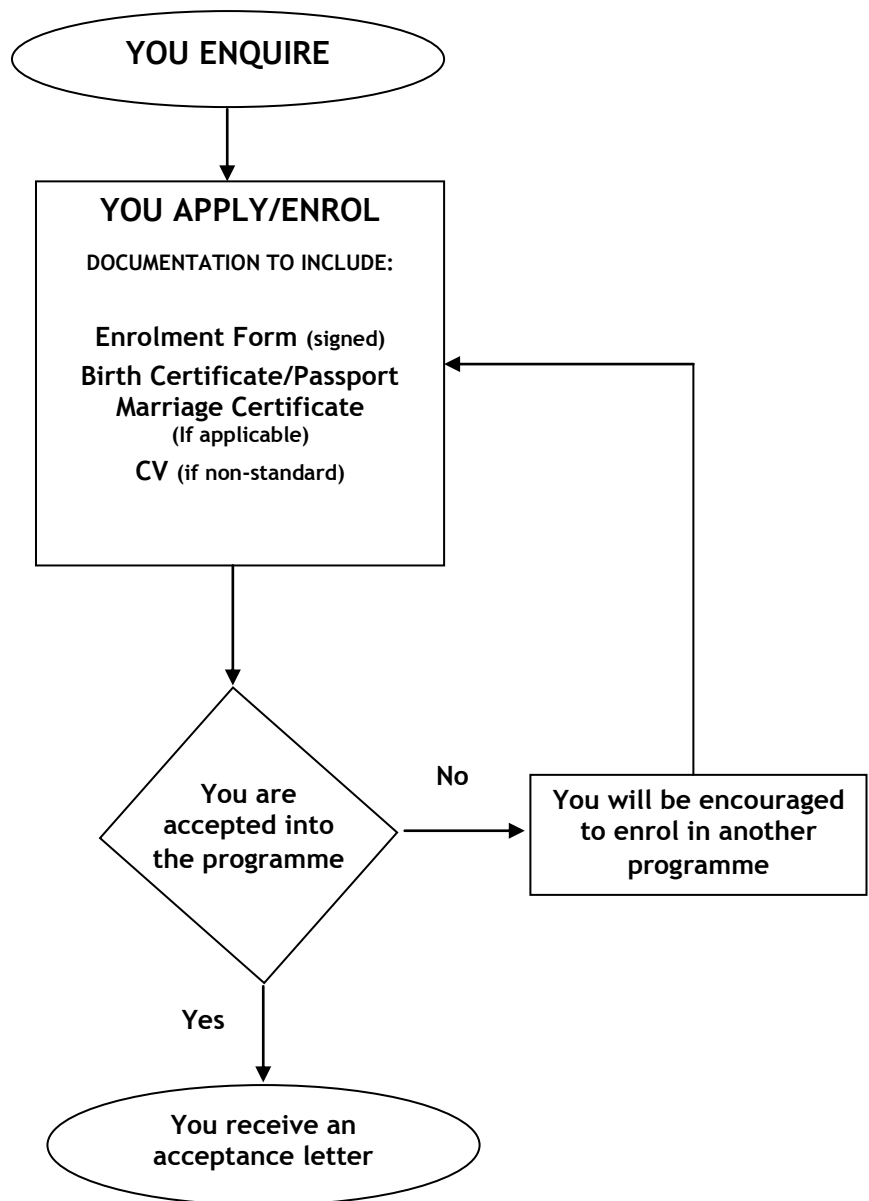 YOU ENQUIRE
YOU APPLY/ENROL
DOCUMENTATION TO INCLUDE:
Enrolment Form (signed)
Birth Certificate/Passport
Marriage Certificate
(If applicable)
CV (if non-standard)
You are
accepted into
the programme
No
You will be encouraged
to enrol in another
programme
Yes
You receive an
acceptance letter